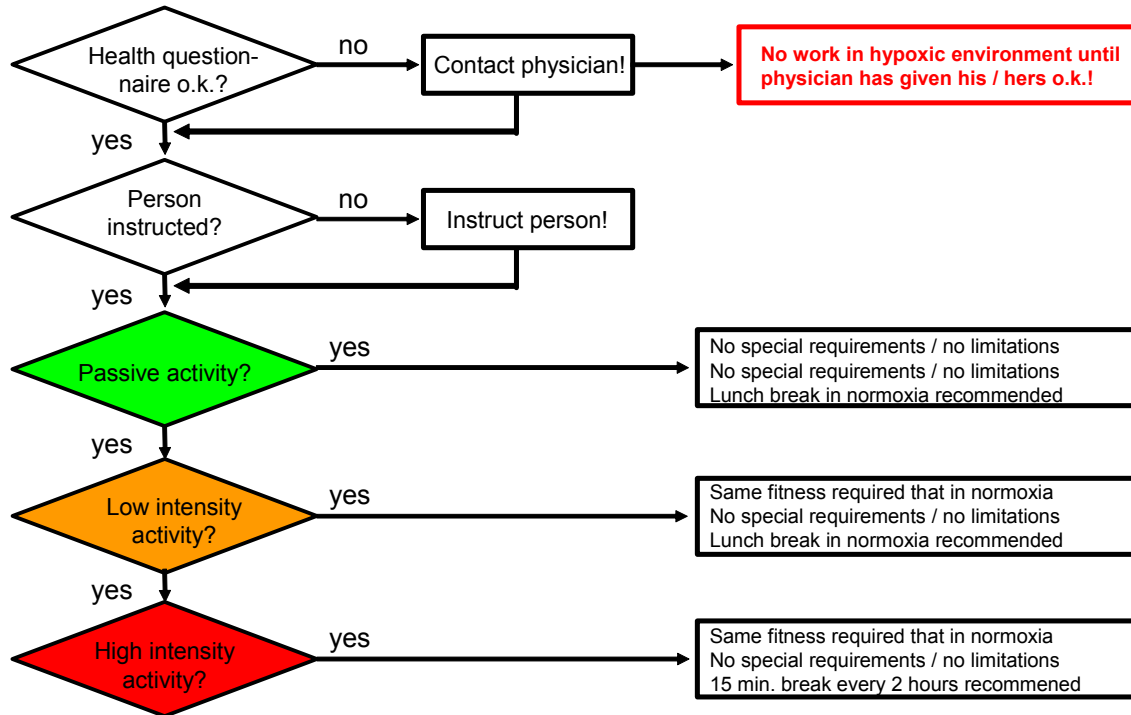 Health question-
naire o.k.?
no
Contact physician!
No work in hypoxic environment until
physician has given his / hers o.k.!
yes
Person
instructed?
no
Instruct person!
yes
Passive activity?
yes
No special requirements / no limitations
No special requirements / no limitations
Lunch break in normoxia recommended
yes
Low intensity
activity?
yes
Same fitness required that in normoxia
No special requirements / no limitations
Lunch break in normoxia recommended
yes
High intensity
activity?
yes
Same fitness required that in normoxia
No special requirements / no limitations
15 min. break every 2 hours recommened